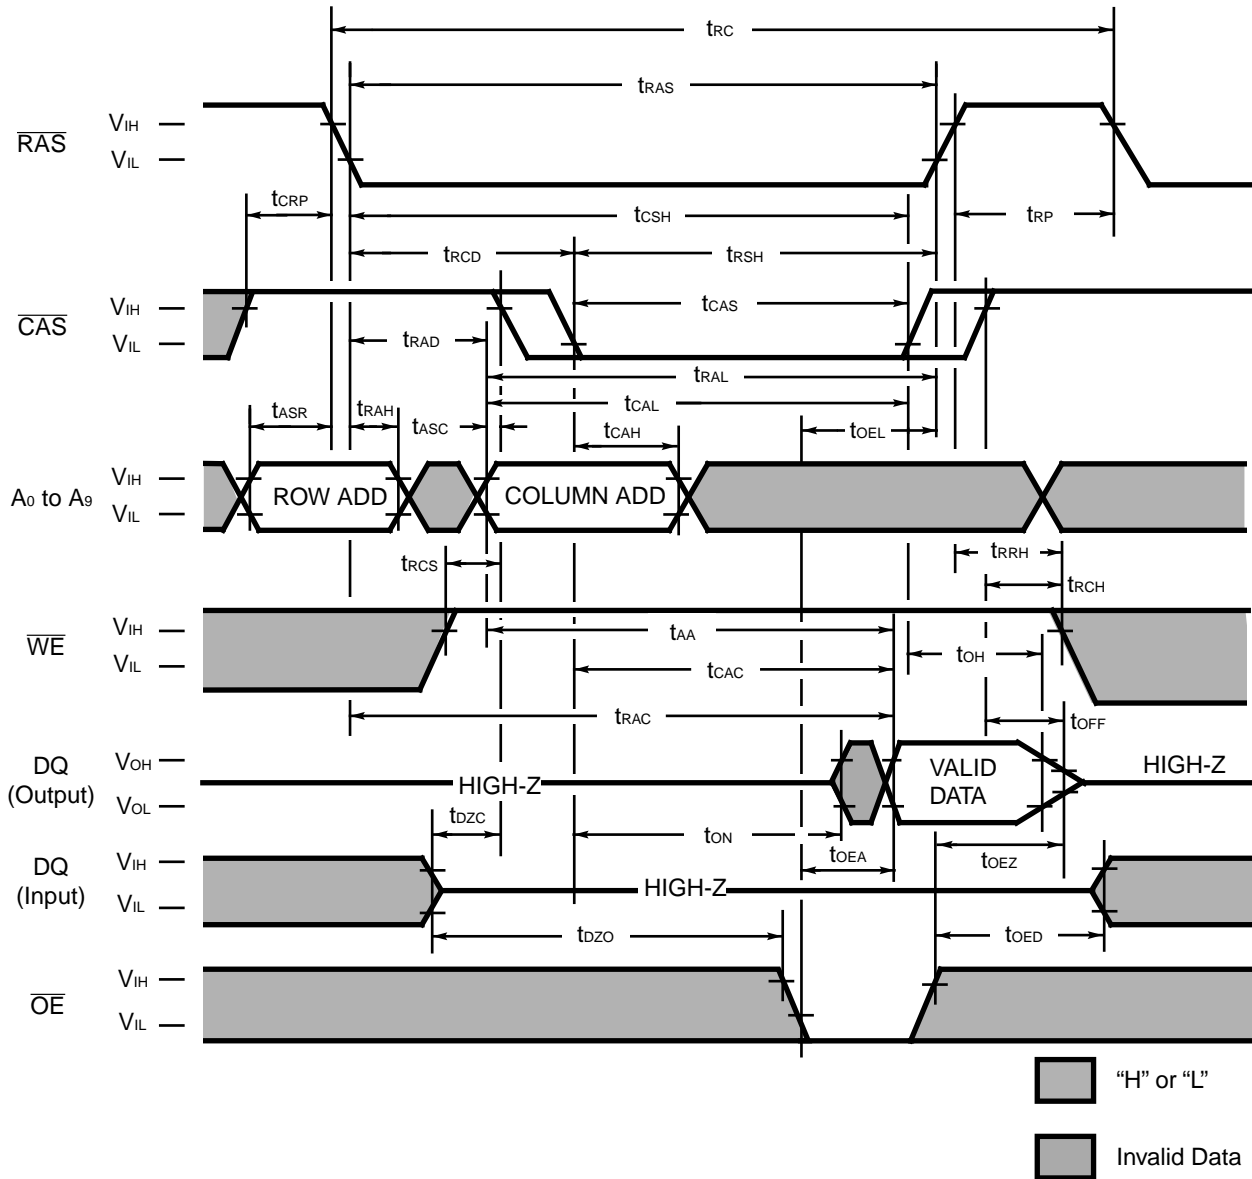 tRC
tRAS
RAS
VIH
VIL
tCRP
tCSH
tRP
tRCD
tRSH
CAS
VIH
VIL
tCAS
tRAD
tRAL
tCAL
tASR
tRAH
tASC
tCAH
tOEL
A0 to A9
VIH
VIL
ROW ADD
COLUMN ADD
tRCS
tRRH
tRCH
WE
VIH
VIL
tAA
tOH
tCAC
tRAC
tOFF
DQ
(Output)
VOH
VOL
HIGH-Z
VALID
DATA
HIGH-Z
tDZC
tON
tOEA
tOEZ
DQ
(Input)
VIH
VIL
HIGH-Z
tDZO
tOED
OE
VIH
VIL
“H” or “L”
Invalid Data